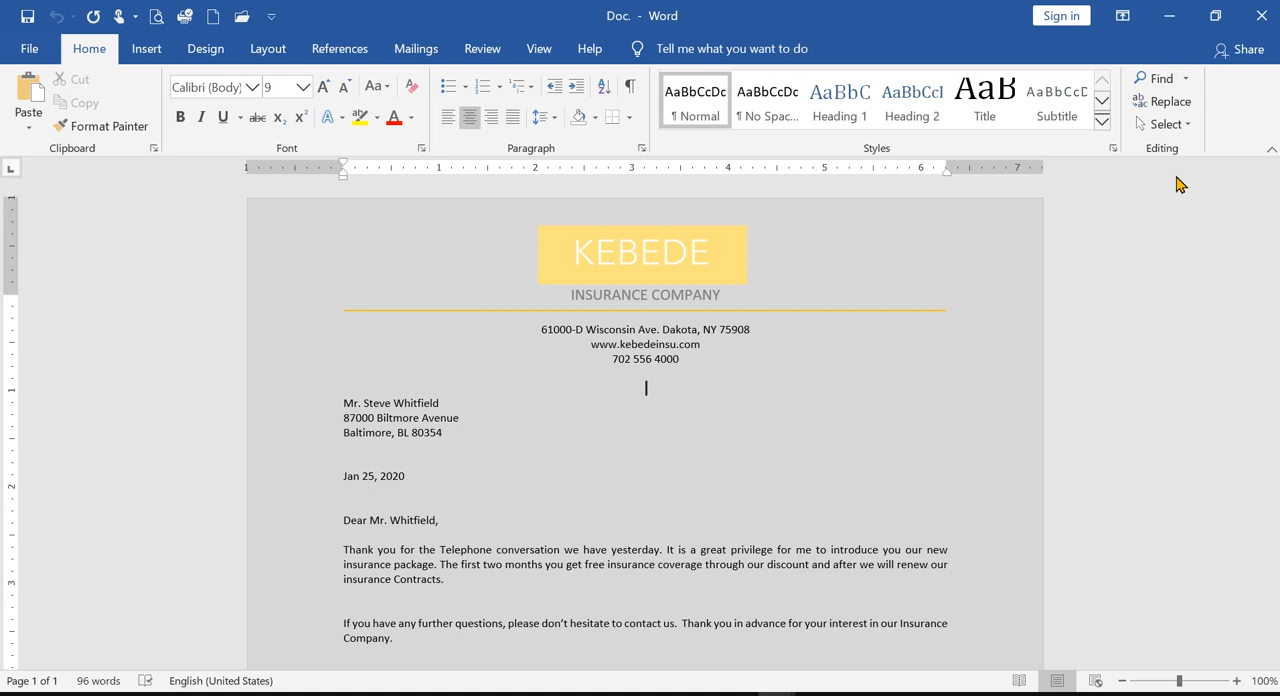 Doc. - Word
Sign in
File Home Insert Design Layout References Mailings Review View Help Tell me what you want to do Share
Paste
Cut
Copy
Format Painter
Clipboard
Calibri (Body) 9
Font
Paragraph
AaBbCcDc AaBbCcDc AaBbC AaBbCcI AaB AaBbCcD
¶ Normal ¶ No Spac... Heading 1 Heading 2 Title Subtitle
Styles
Find
Replace
Select
Editing
1 1 2 3 4 5 6 7
KEBEDE
INSURANCE COMPANY
61000-D Wisconsin Ave. Dakota, NY 75908
www.kebedeinsu.com
702 556 4000
Mr. Steve Whitfield
87000 Biltmore Avenue
Baltimore, BL 80354
Jan 25, 2020
Dear Mr. Whitfield,
Thank you for the Telephone conversation we have yesterday. It is a great privilege for me to introduce you our new
insurance package. The first two months you get free insurance coverage through our discount and after we will renew our
insurance Contracts.
If you have any further questions, please don't hesitate to contact us. Thank you in advance for your interest in our Insurance
Company.
Page 1 of 1 96 words English (United States) 100%